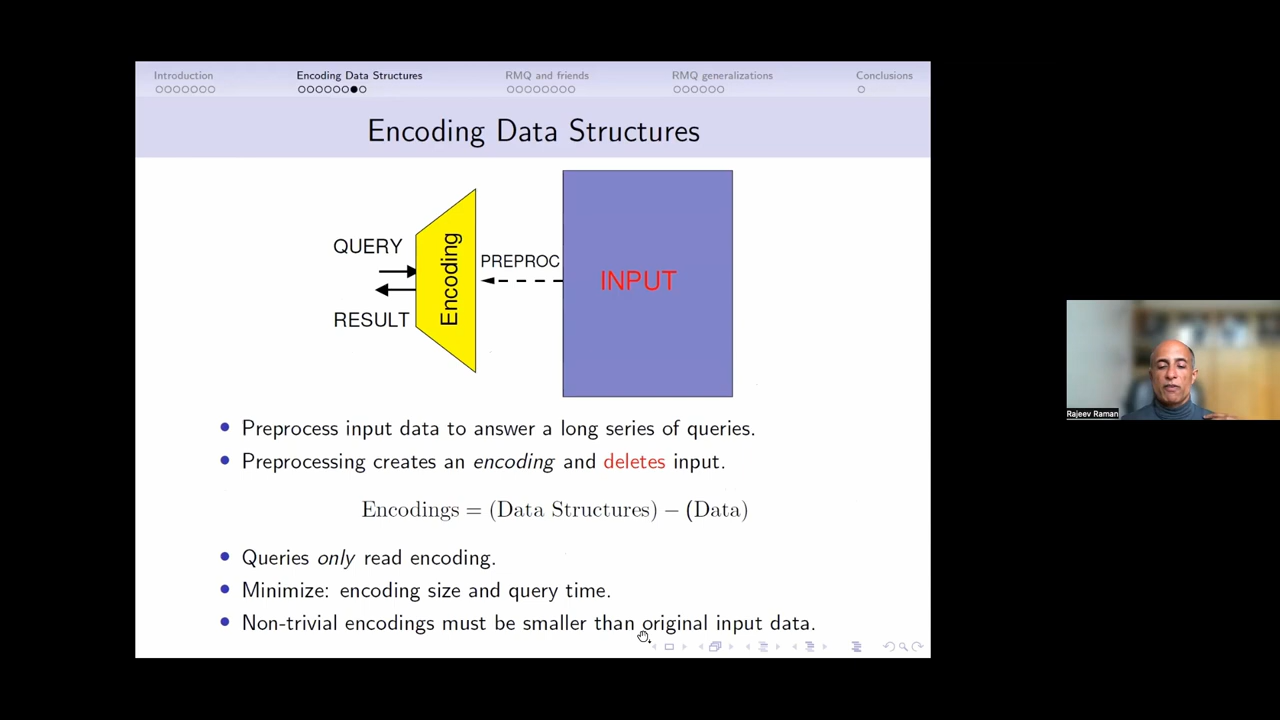 Introduction
Encoding Data Structures
RMQ and friends
RMQ generalizations
Conclusions
Encoding Data Structures
QUERY
RESULT
Encoding
PREPROC
INPUT
Preprocess input data to answer a long series of queries.
Preprocessing creates an encoding and deletes input.
Encodings = (Data Structures) − (Data)
Queries only read encoding.
Minimize: encoding size and query time.
Non-trivial encodings must be smaller than original input data.
Rajeev Raman